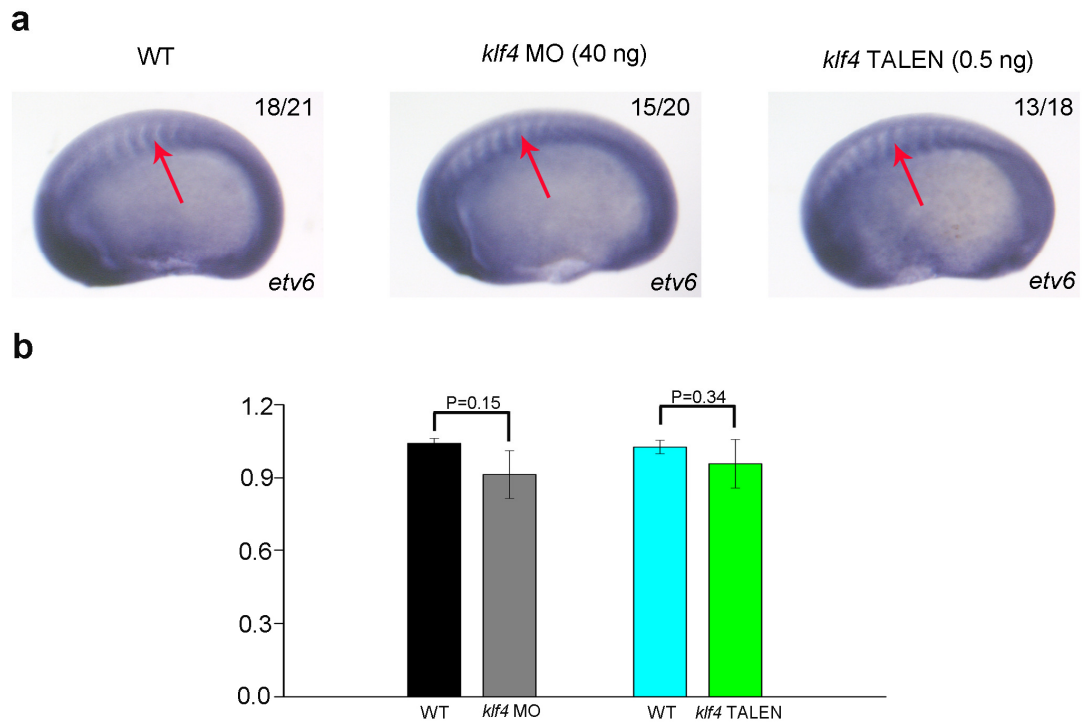 a
WT
klf4 MO (40 ng)
klf4 TALEN (0.5 ng)
18/21
15/20
13/18
etv6
etv6
etv6
b
1.2
0.9
0.6
0.3
0.0
P=0.15
P=0.34
WT
klf4 MO
WT
klf4 TALEN